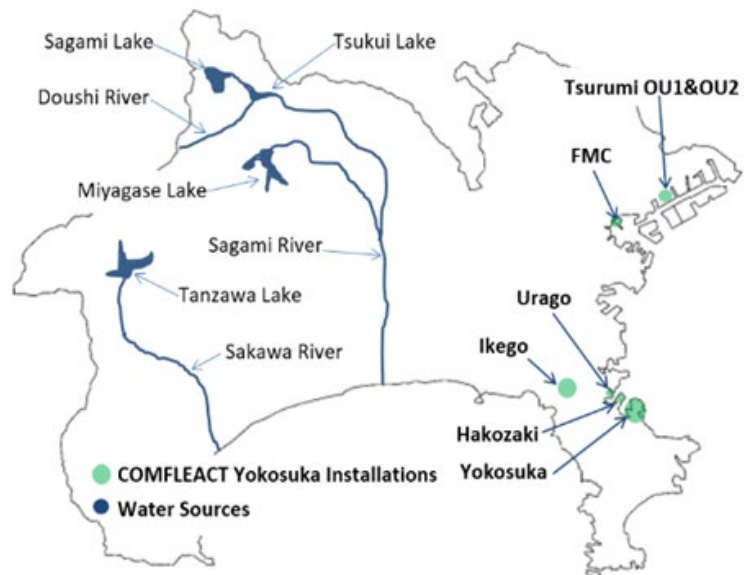 Sagami Lake
Tsukui Lake
Doushi River
Tsurumi OU1&OU2
FMC
Miyagase Lake
Sagami River
Tanzawa Lake
Urago
Ikego
Sakawa River
Hakozaki
Yokosuka
COMFLEACT Yokosuka Installations
Water Sources